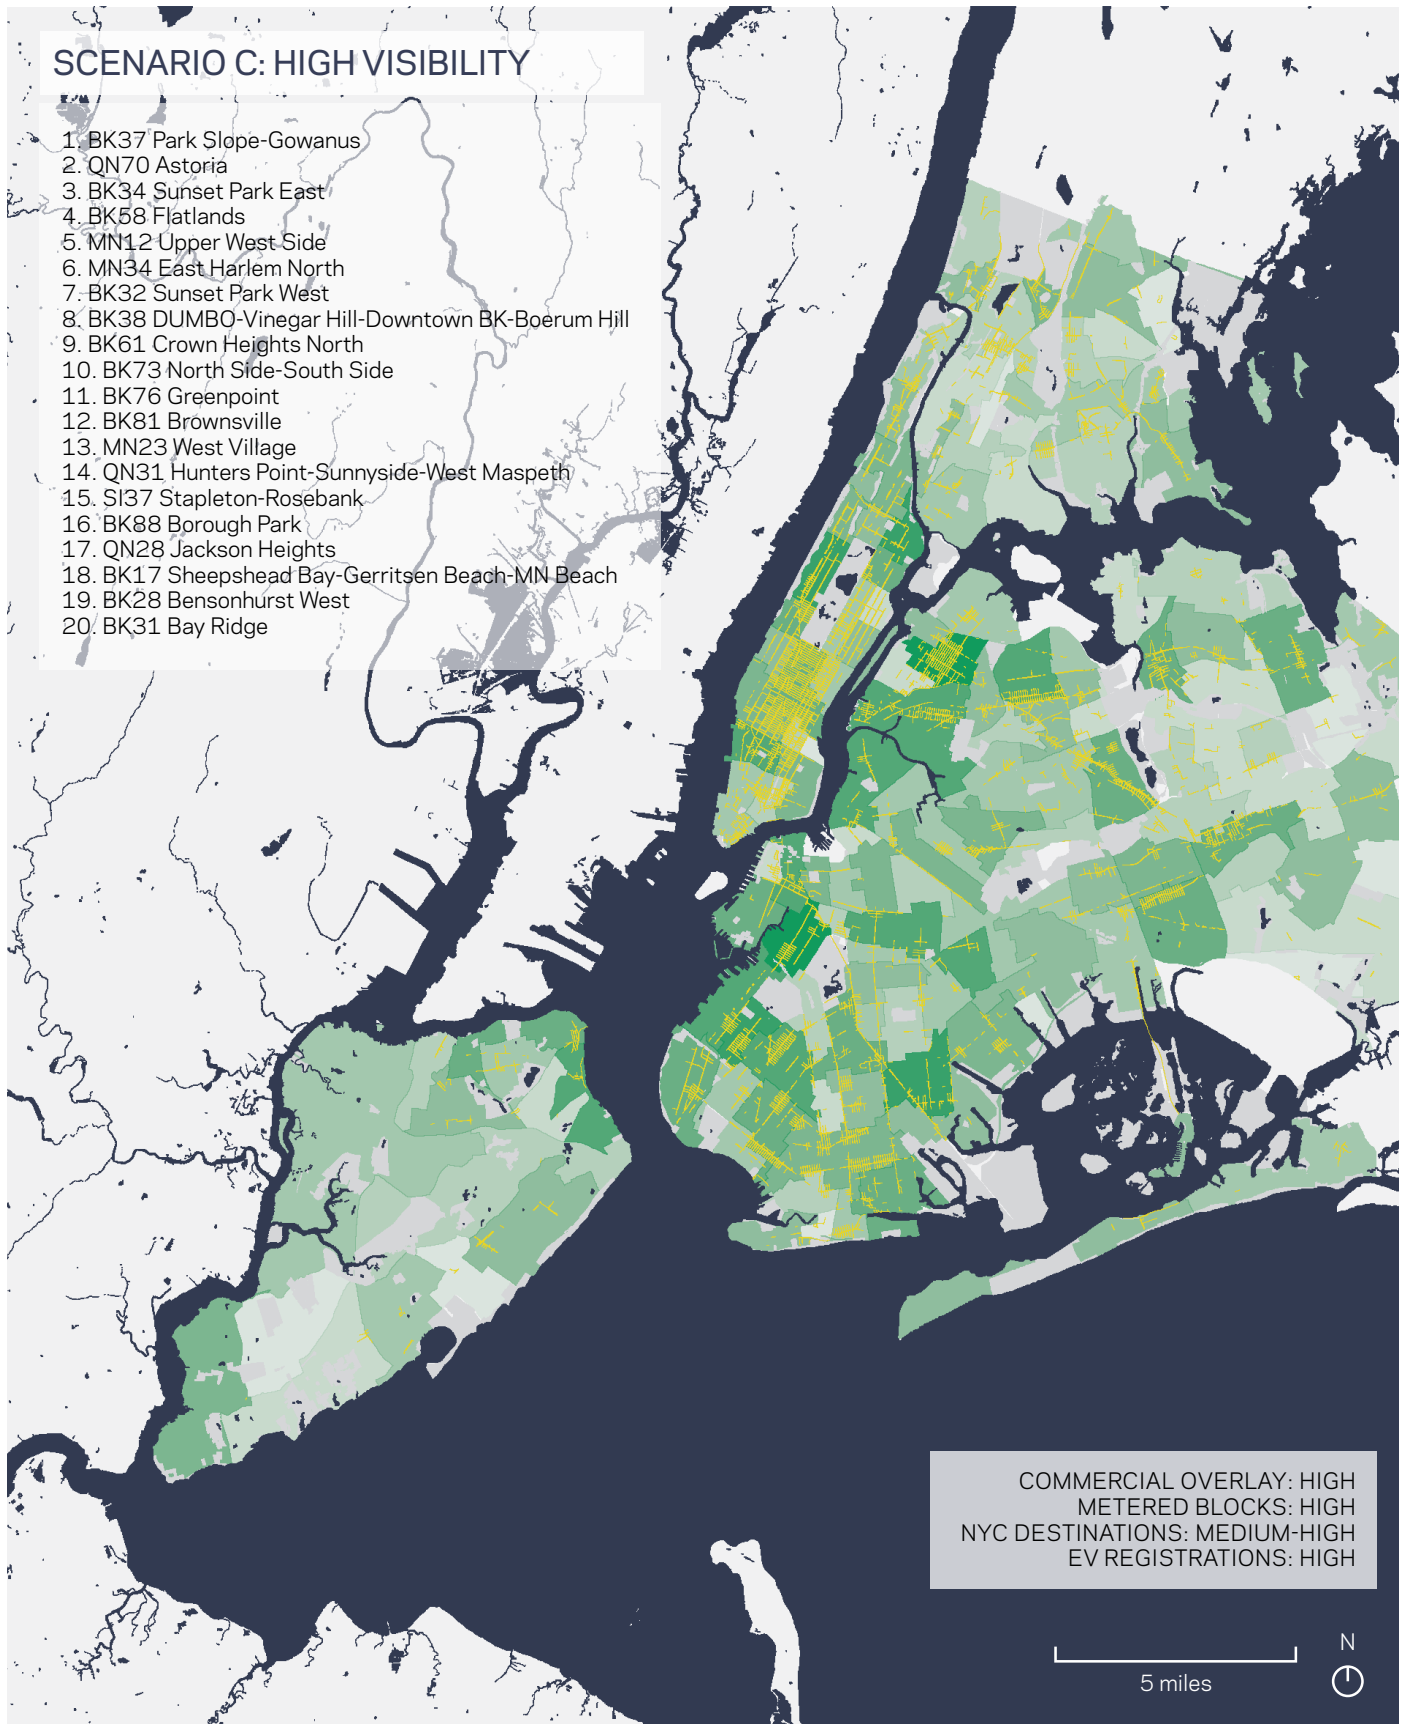 SCENARIO C: HIGH VISIBILITY
1. BK37 Park Slope-Gowanus
2. QN70 Astoria
3. BK34 Sunset Park East
4. BK58 Flatlands
5. MN12 Upper West Side
6. MN34 East Harlem North
7. BK32 Sunset Park West
8. BK38 DUMBO-Vinegar Hill-Downtown BK-Boerum Hill
9. BK61 Crown Heights North
10. BK73 North Side-South Side
11. BK76 Greenpoint
12. BK81 Brownsville
13. MN23 West Village
14. QN31 Hunters Point-Sunnyside-West Maspeth
15. SI37 Stapleton-Rosebank
16. BK88 Borough Park
17. QN28 Jackson Heights
18. BK17 Sheepshead Bay-Gerritsen Beach-MN Beach
19. BK28 Bensonhurst West
20. BK31 Bay Ridge
COMMERCIAL OVERLAY: HIGH
METERED BLOCKS: HIGH
NYC DESTINATIONS: MEDIUM-HIGH
EV REGISTRATIONS: HIGH
N
5 miles